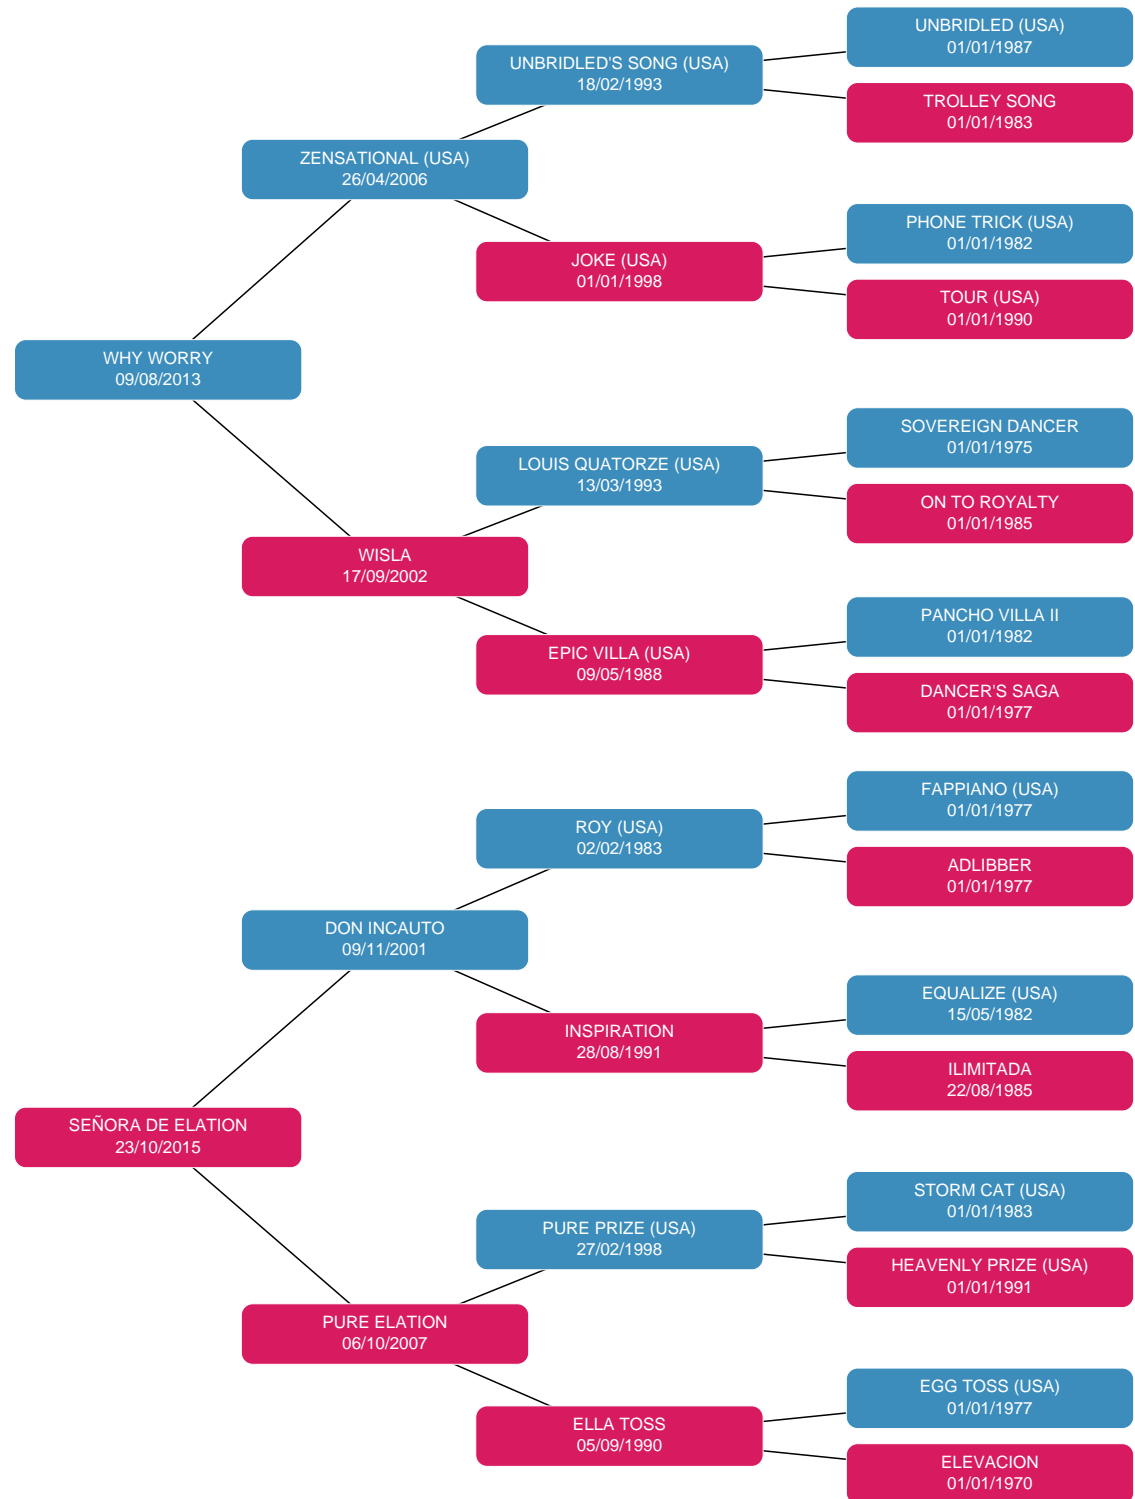 UNBRIDLED (USA)
01/01/1987
UNBRIDLED'S SONG (USA)
18/02/1993
TROLLEY SONG
01/01/1983
ZENSATIONAL (USA)
26/04/2006
PHONE TRICK (USA)
01/01/1982
JOKE (USA)
01/01/1998
TOUR (USA)
01/01/1990
WHY WORRY
09/08/2013
SOVEREIGN DANCER
01/01/1975
LOUIS QUATORZE (USA)
13/03/1993
ON TO ROYALTY
01/01/1985
WISLA
17/09/2002
PANCHO VILLA II
01/01/1982
EPIC VILLA (USA)
09/05/1988
DANCER'S SAGA
01/01/1977
FAPPIANO (USA)
01/01/1977
ROY (USA)
02/02/1983
ADLIBBER
01/01/1977
DON INCAUTO
09/11/2001
EQUALIZE (USA)
15/05/1982
INSPIRATION
28/08/1991
ILIMITADA
22/08/1985
SEÑORA DE ELATION
23/10/2015
STORM CAT (USA)
01/01/1983
PURE PRIZE (USA)
27/02/1998
HEAVENLY PRIZE (USA)
01/01/1991
PURE ELATION
06/10/2007
EGG TOSS (USA)
01/01/1977
ELLA TOSS
05/09/1990
ELEVACION
01/01/1970